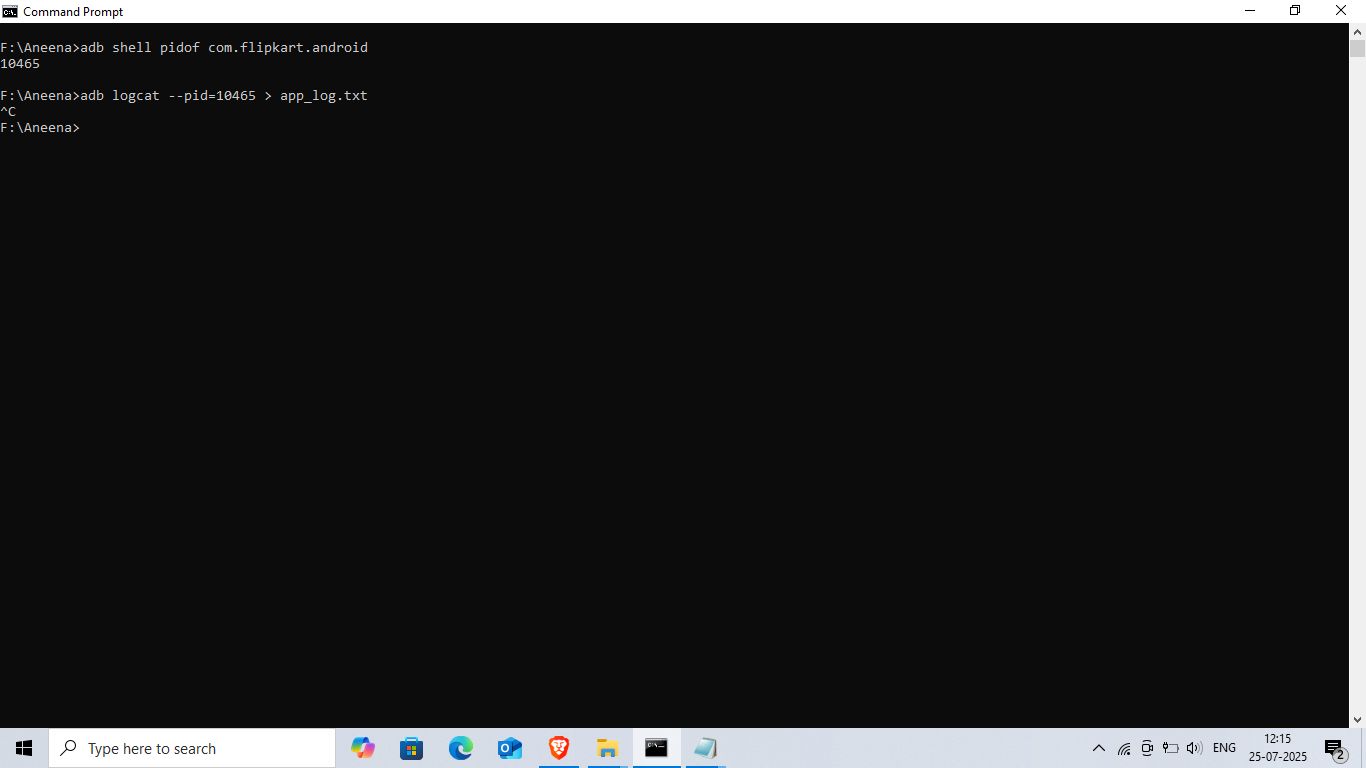 Command Prompt
F:\Aneena>adb shell pidof com.flipkart.android
10465
F:\Aneena>adb logcat --pid=10465 > app_log.txt
^C
F:\Aneena>
Type here to search
ENG
12:15
25-07-2025
2